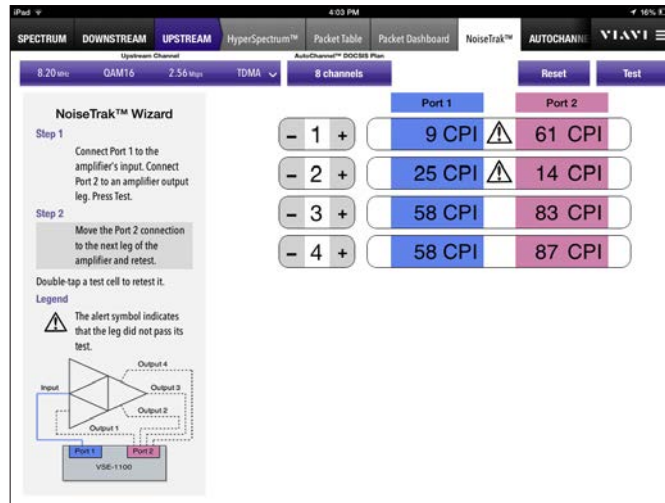 iPad
4:03 PM
16%
SPECTRUM DOWNSTREAM UPSTREAM HyperSpectrum™ Packet Table Packet Dashboard NoiseTrak™ AUTOCHANN VIAVI
Upstream Channel AutoChannel™ DOCSIS Plan
8.20 MHz QAM16 2.56 Msps TDMA 8 channels Reset Test
NoiseTrak™ Wizard
Step 1
Connect Port 1 to the
amplifier's input. Connect
Port 2 to an amplifier output
leg. Press Test.
Step 2
Move the Port 2 connection
to the next leg of the
amplifier and retest.
Double-tap a test cell to retest it.
Legend
The alert symbol indicates
that the leg did not pass its
test.
Output 4
Input
Output 3
Output 2
Output 1
Port 1 Port 2
VSE-1100
Port 1 Port 2
- 1 + 9 CPI 61 CPI
- 2 + 25 CPI 14 CPI
- 3 + 58 CPI 83 CPI
- 4 + 58 CPI 87 CPI